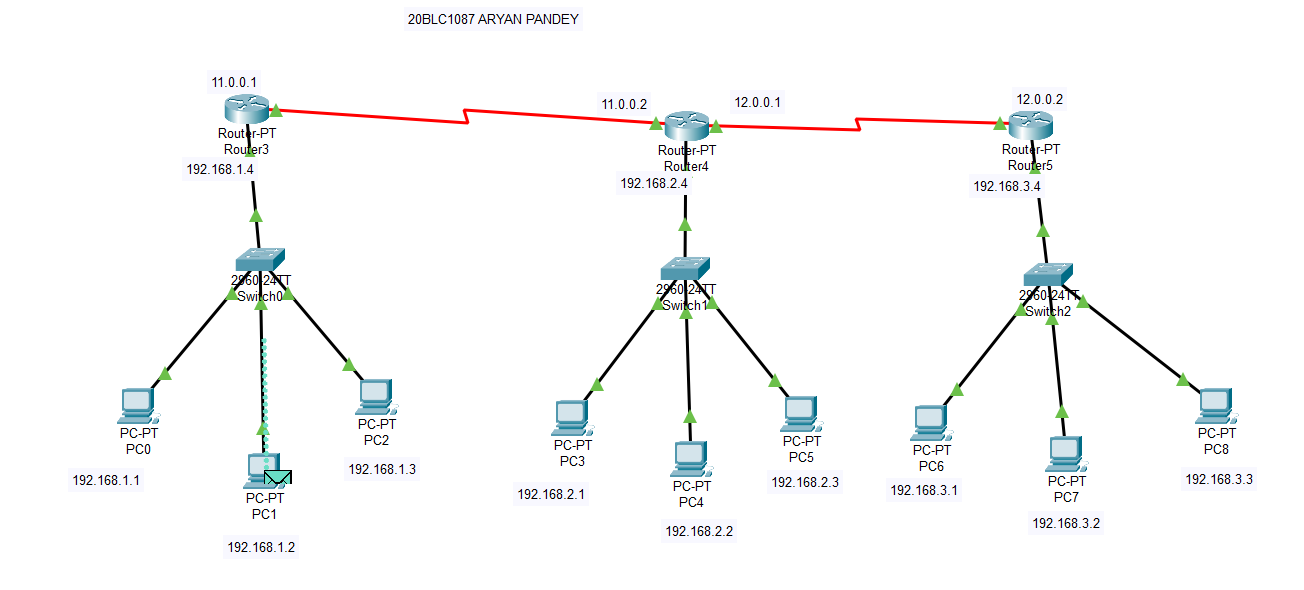 20BLC1087 ARYAN PANDEY
11.0.0.1
11.0.0.2
12.0.0.1
12.0.0.2
Router-PT
Router3
Router-PT
Router4
Router-PT
Router5
192.168.1.4
192.168.2.4
192.168.3.4
2960-24TT
Switch0
2960-24TT
Switch1
2960-24TT
Switch2
PC-PT
PC0
PC-PT
PC1
PC-PT
PC2
PC-PT
PC3
PC-PT
PC4
PC-PT
PC5
PC-PT
PC6
PC-PT
PC7
PC-PT
PC8
192.168.1.1
192.168.1.2
192.168.1.3
192.168.2.1
192.168.2.2
192.168.2.3
192.168.3.1
192.168.3.2
192.168.3.3